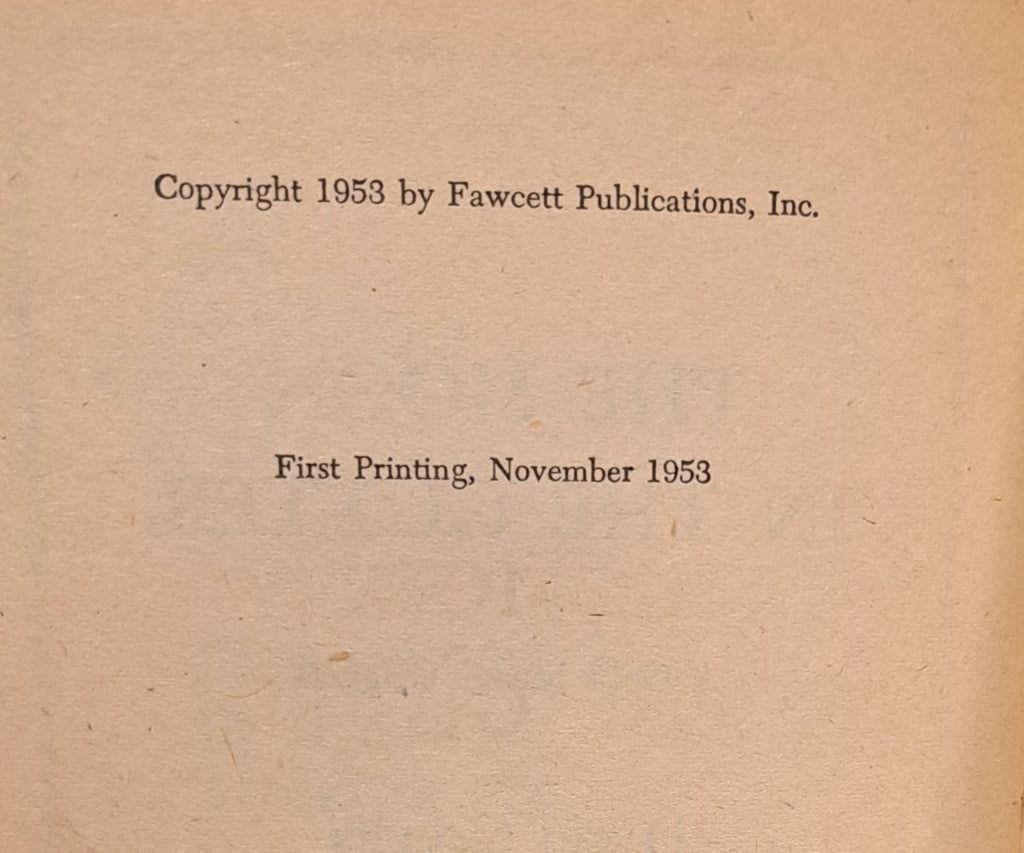 Copyright 1953 by Fawcett Publications, Inc.
First Printing, November 1953